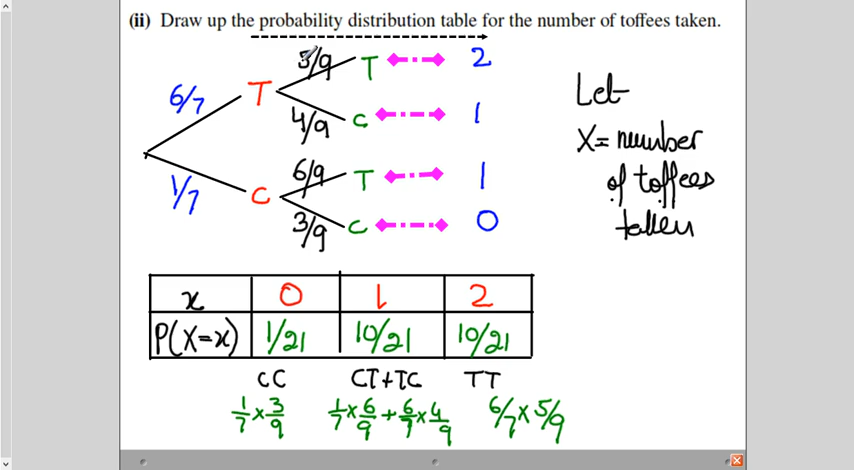 (ii) Draw up the probability distribution table for the number of toffees taken.
6/7 T 5/9 T 2
4/9 C 1
1/7 C 6/9 T 1
3/9 C 0
Let
X = number
of toffees
taken
x 0 1 2
P(X=x) 1/21 10/21 10/21
CC CT+TC TT
1/7 × 3/9 1/7 × 6/9 + 6/7 × 4/9 6/7 × 5/9